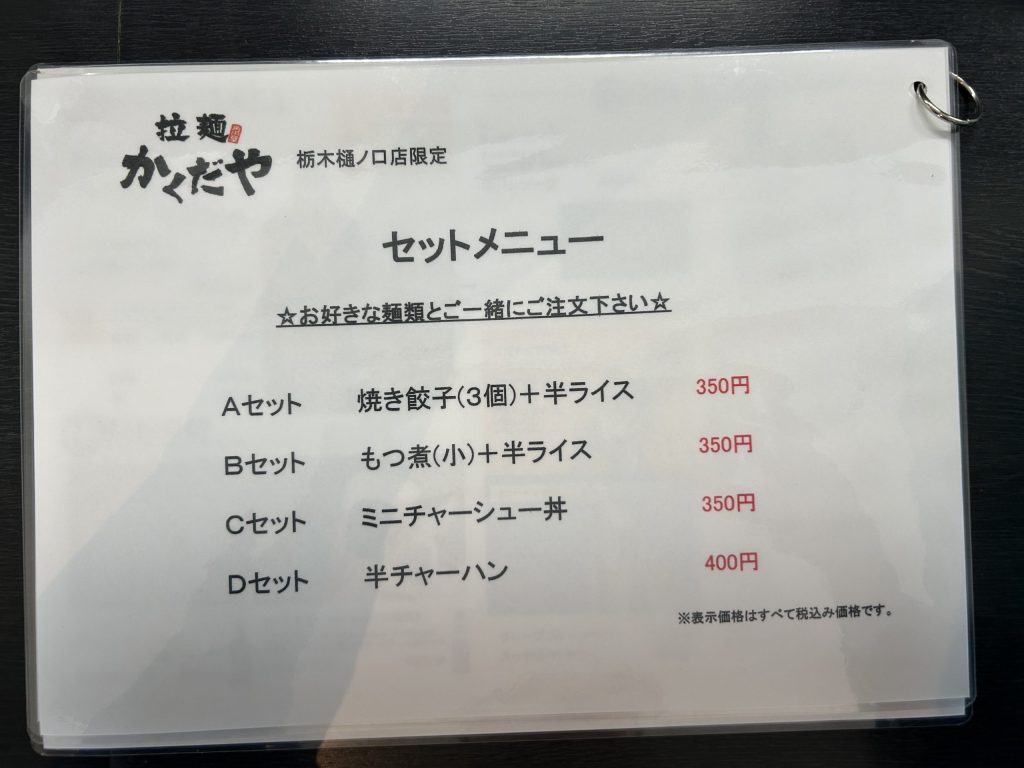 拉麺
かくだや
栃木樋ノ口店限定
セットメニュー
☆お好きな麺類とご一緒にご注文下さい☆
Aセット 焼き餃子(3個)＋半ライス 350円
Bセット もつ煮(小)＋半ライス 350円
Cセット ミニチャーシュー丼 350円
Dセット 半チャーハン 400円
※表示価格はすべて税込み価格です。